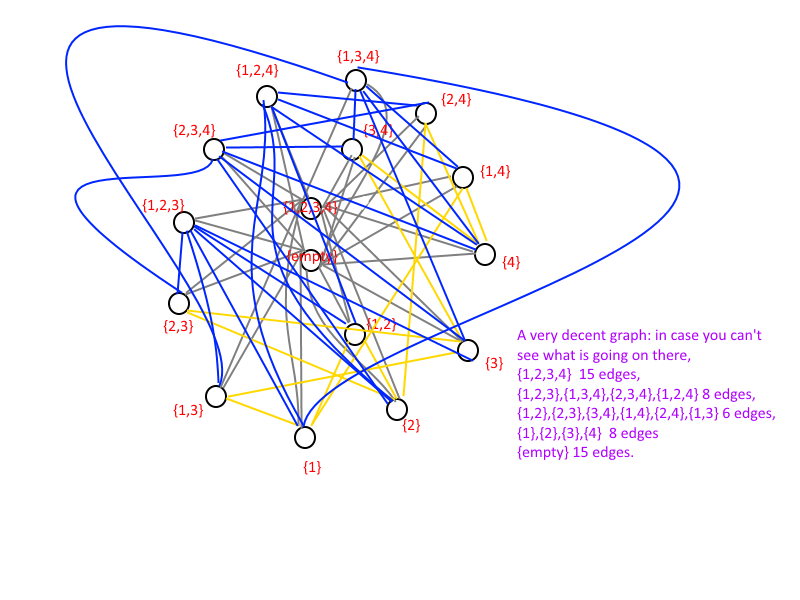 {1,3,4}
{1,2,4}
{2,4}
{2,3,4}
{3,4}
{1,4}
{1,2,3}
{1,2,3,4}
{empty}
{4}
{2,3}
{1,2}
{3}
{1,3}
{2}
{1}
A very decent graph: in case you can't
see what is going on there,
{1,2,3,4}  15 edges,
{1,2,3},{1,3,4},{2,3,4},{1,2,4} 8 edges,
{1,2},{2,3},{3,4},{1,4},{2,4},{1,3} 6 edges,
{1},{2},{3},{4}  8 edges
{empty} 15 edges.